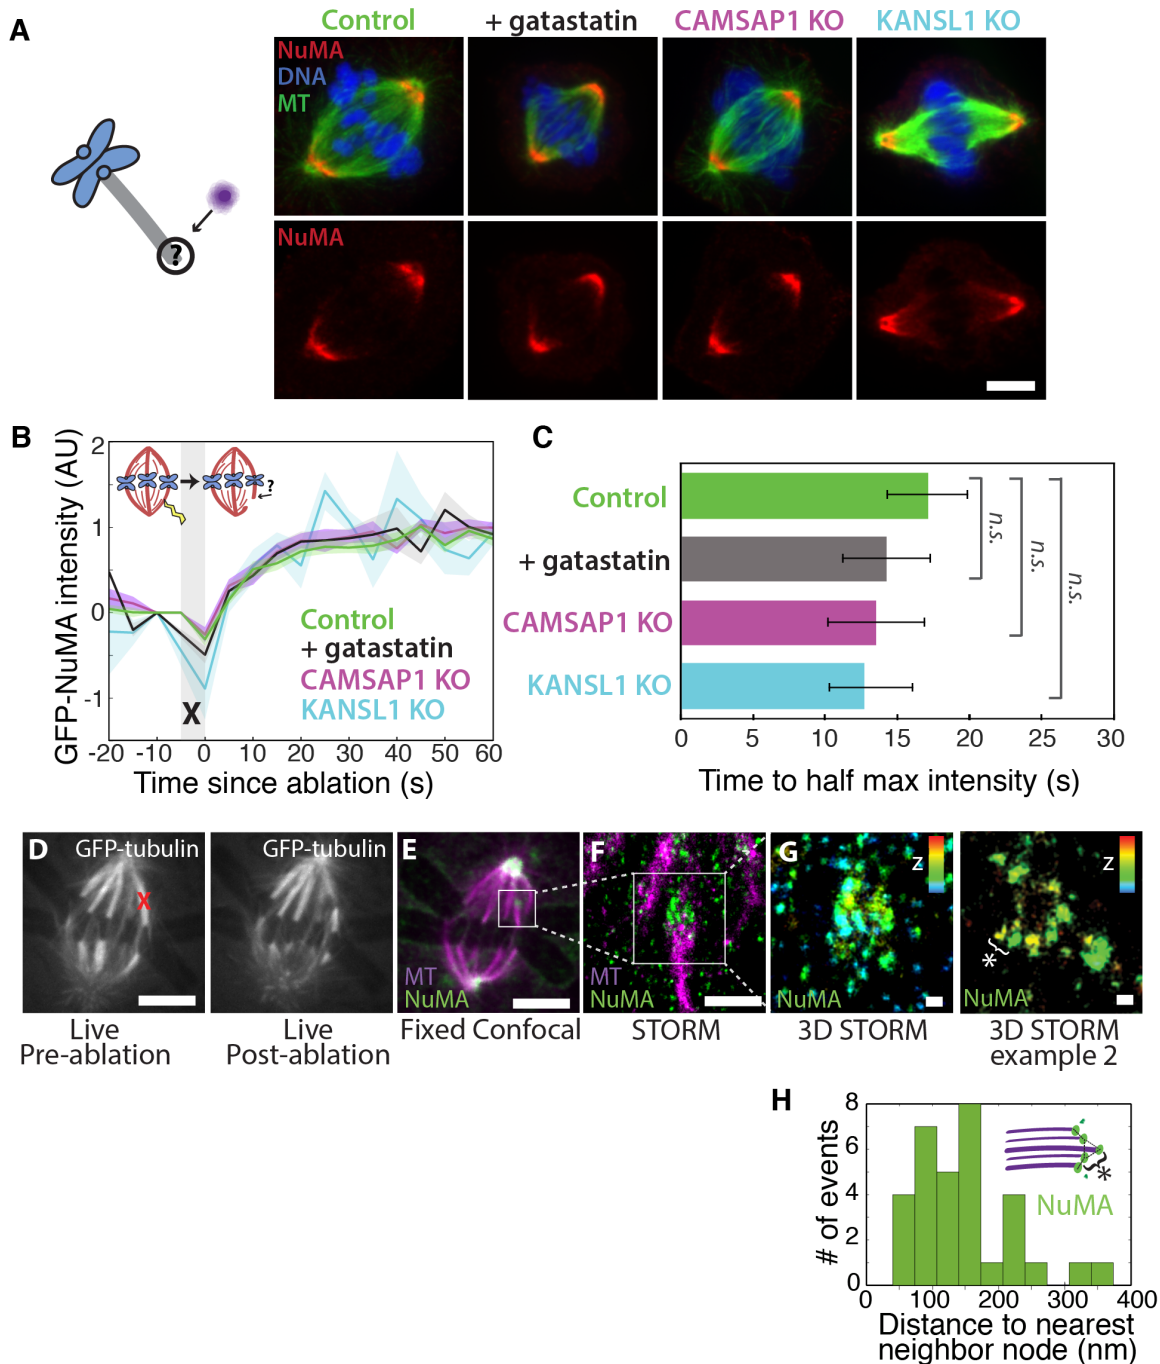 A
Control
+ gatastatin
CAMSAP1 KO
KANSL1 KO
NuMA
DNA
MT
?
NuMA
B
GFP-NuMA intensity (AU)
2
1
0
-1
?
Control
+ gatastatin
CAMSAP1 KO
KANSL1 KO
X
-20 -10 0 10 20 30 40 50 60
Time since ablation (s)
C
Control
+ gatastatin
CAMSAP1 KO
KANSL1 KO
n.s.
n.s.
n.s.
0 5 10 15 20 25 30
Time to half max intensity (s)
D
GFP-tubulin
X
Live
Pre-ablation
GFP-tubulin
Live
Post-ablation
E
MT
NuMA
Fixed Confocal
F
MT
NuMA
STORM
G
z
NuMA
3D STORM
z
*
NuMA
3D STORM
example 2
H
# of events
8
6
4
2
0
*
NuMA
0 100 200 300 400
Distance to nearest
neighbor node (nm)